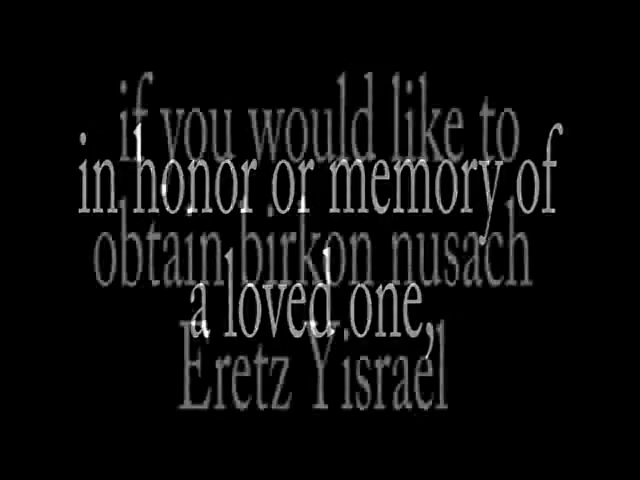 if you would like to
in honor or memory of
obtain birkon nusach
a loved one,
Eretz Yisrael